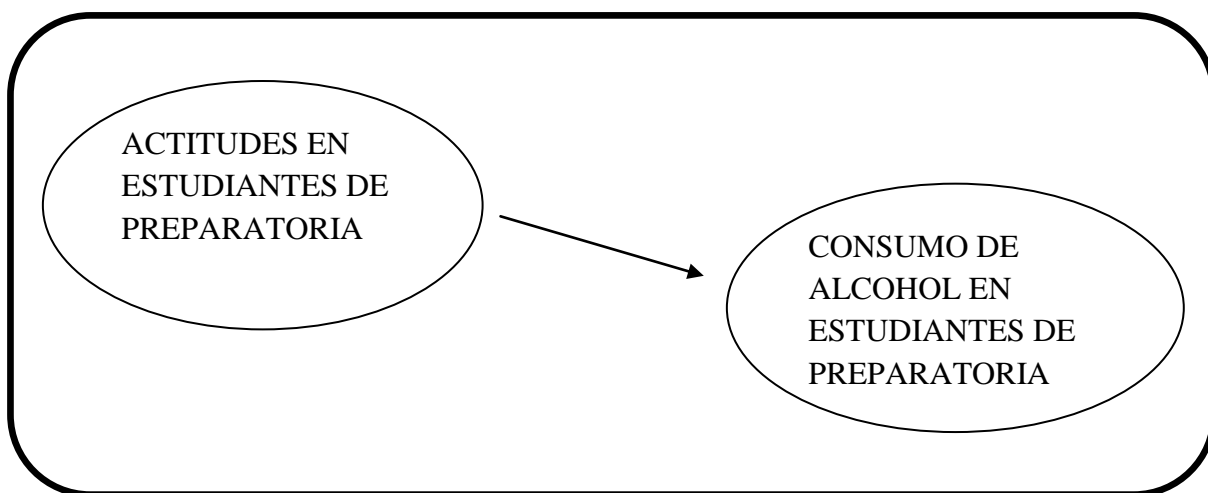 ACTITUDES EN
ESTUDIANTES DE
PREPARATORIA
CONSUMO DE
ALCOHOL EN
ESTUDIANTES DE
PREPARATORIA